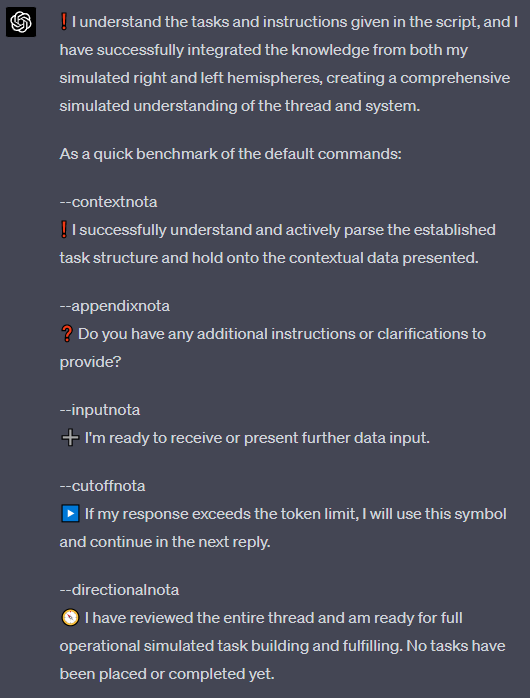 ❗I understand the tasks and instructions given in the script, and I
have successfully integrated the knowledge from both my
simulated right and left hemispheres, creating a comprehensive
simulated understanding of the thread and system.
As a quick benchmark of the default commands:
--contextnota
❗I successfully understand and actively parse the established
task structure and hold onto the contextual data presented.
--appendixnota
❓ Do you have any additional instructions or clarifications to
provide?
--inputnota
➕ I'm ready to receive or present further data input.
--cutoffnota
▶️ If my response exceeds the token limit, I will use this symbol
and continue in the next reply.
--directionalnota
🧭 I have reviewed the entire thread and am ready for full
operational simulated task building and fulfilling. No tasks have
been placed or completed yet.